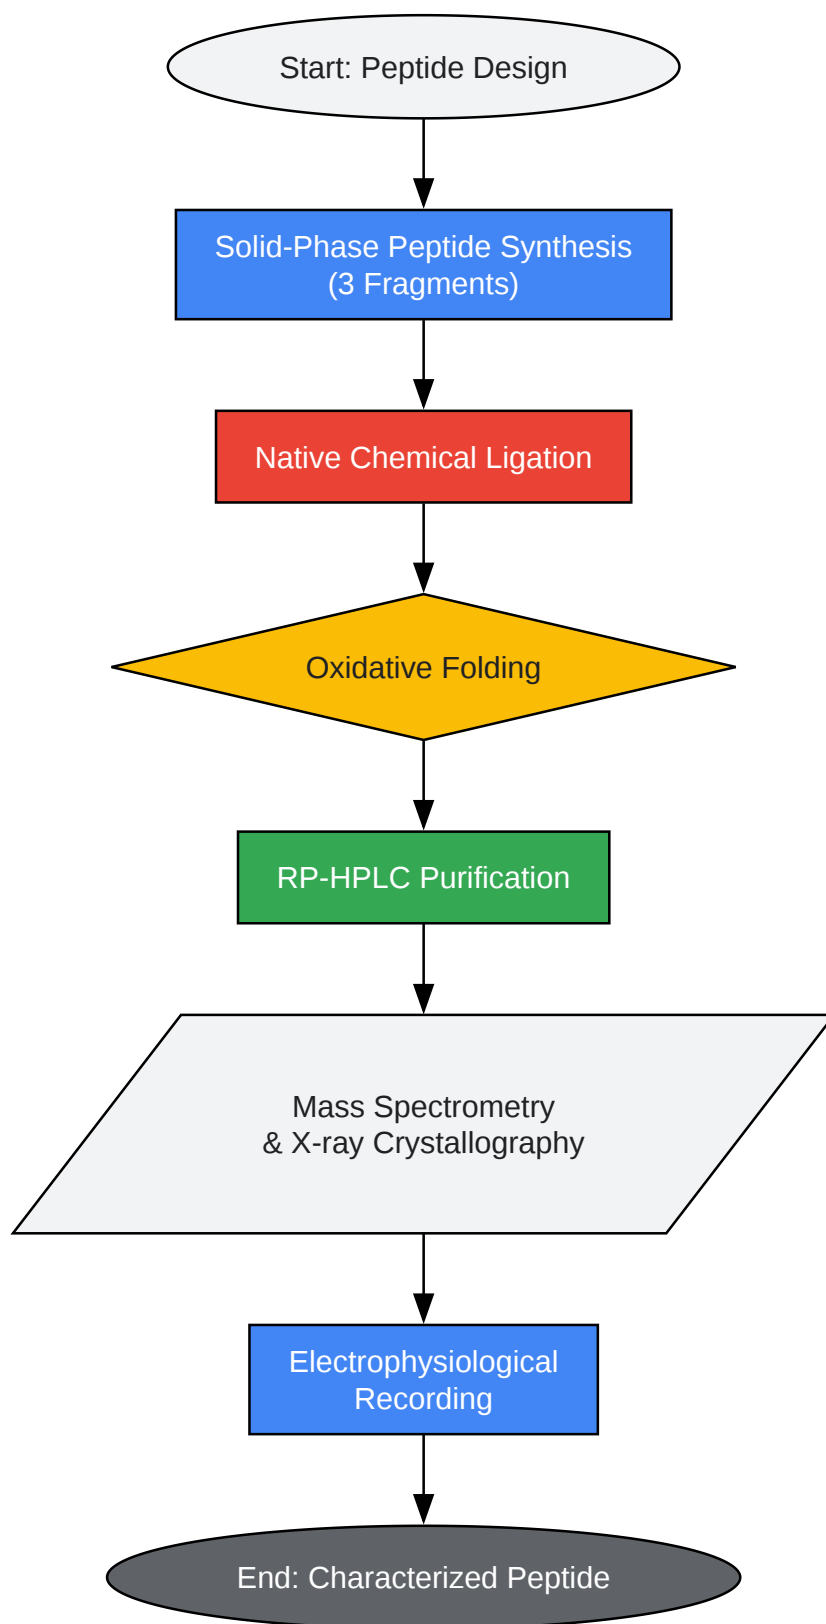 Start: Peptide Design
Solid-Phase Peptide Synthesis
(3 Fragments)
Native Chemical Ligation
Oxidative Folding
RP-HPLC Purification
Mass Spectrometry
& X-ray Crystallography
Electrophysiological
Recording
End: Characterized Peptide